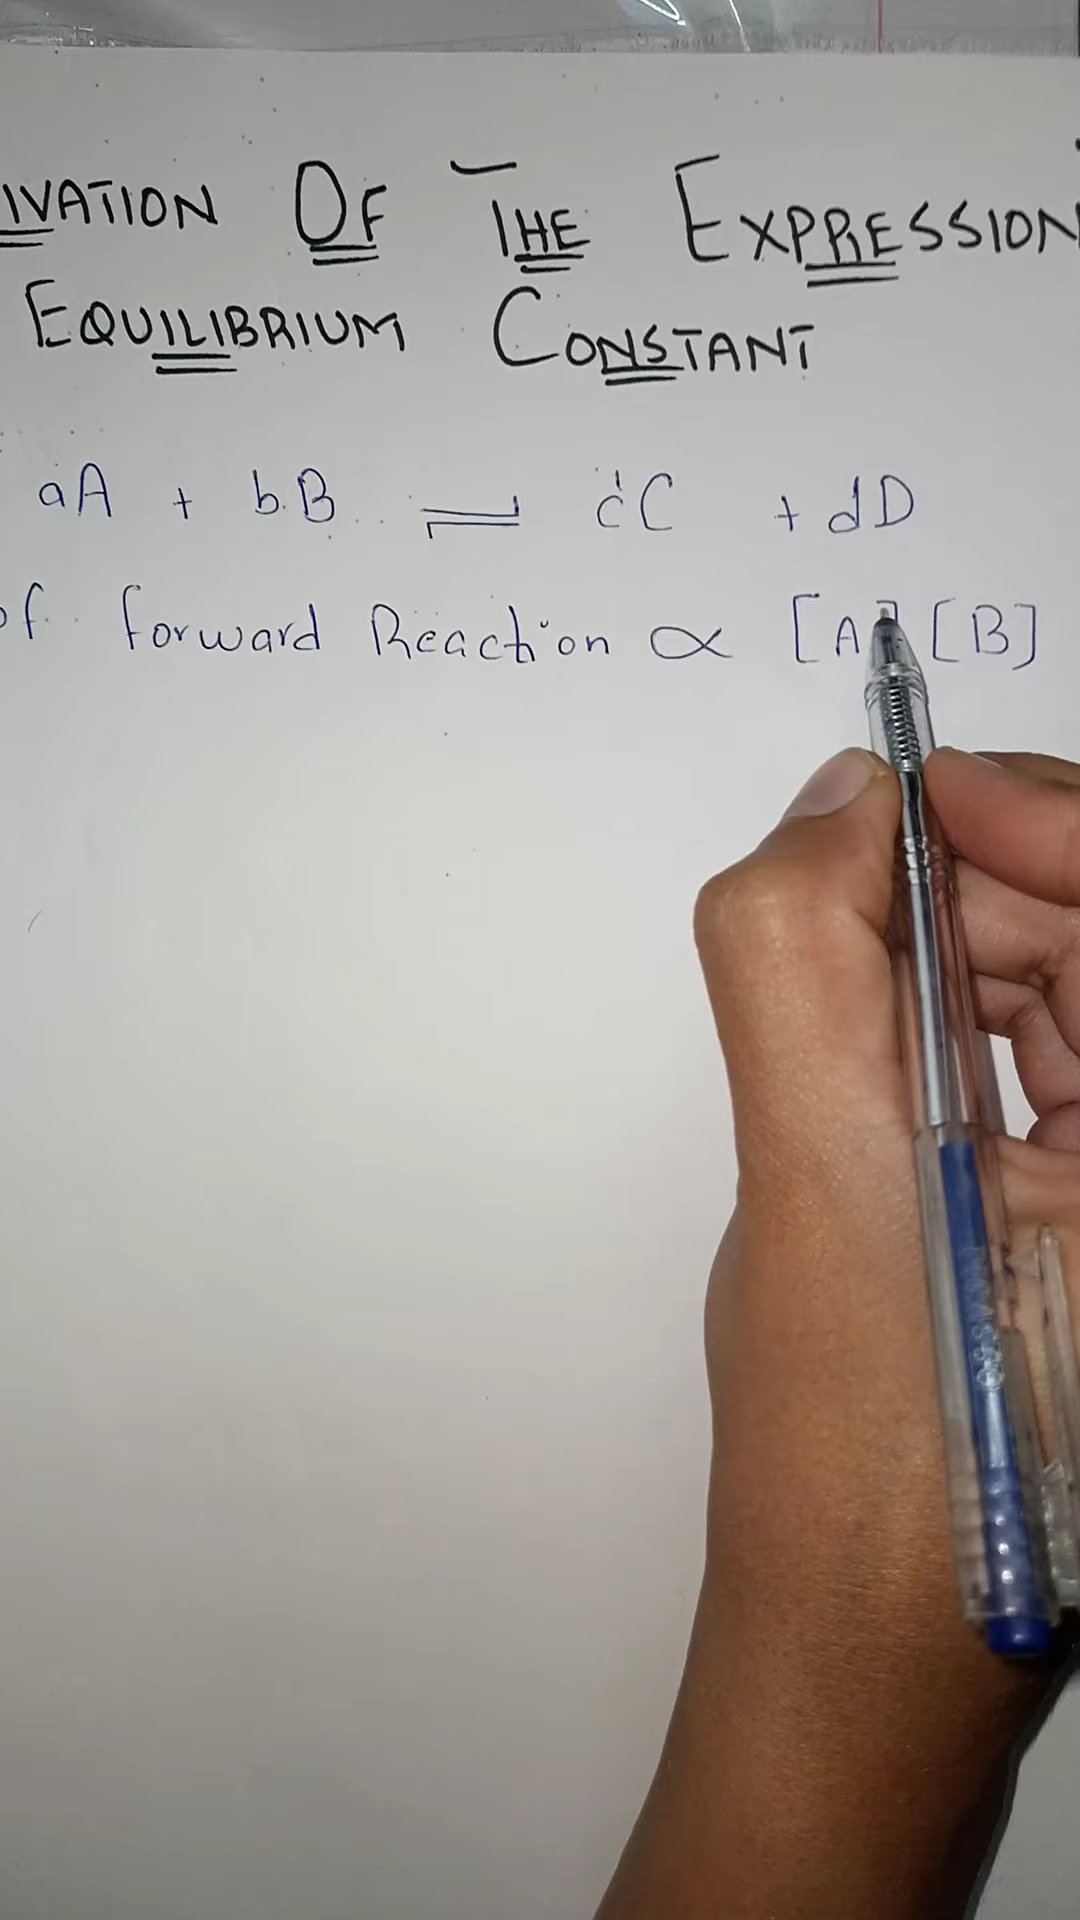 IVATION OF THE EXPRESSION
EQUILIBRIUM CONSTANT
aA + bB ⇌ cC + dD
of forward Reaction ∝ [A] [B]